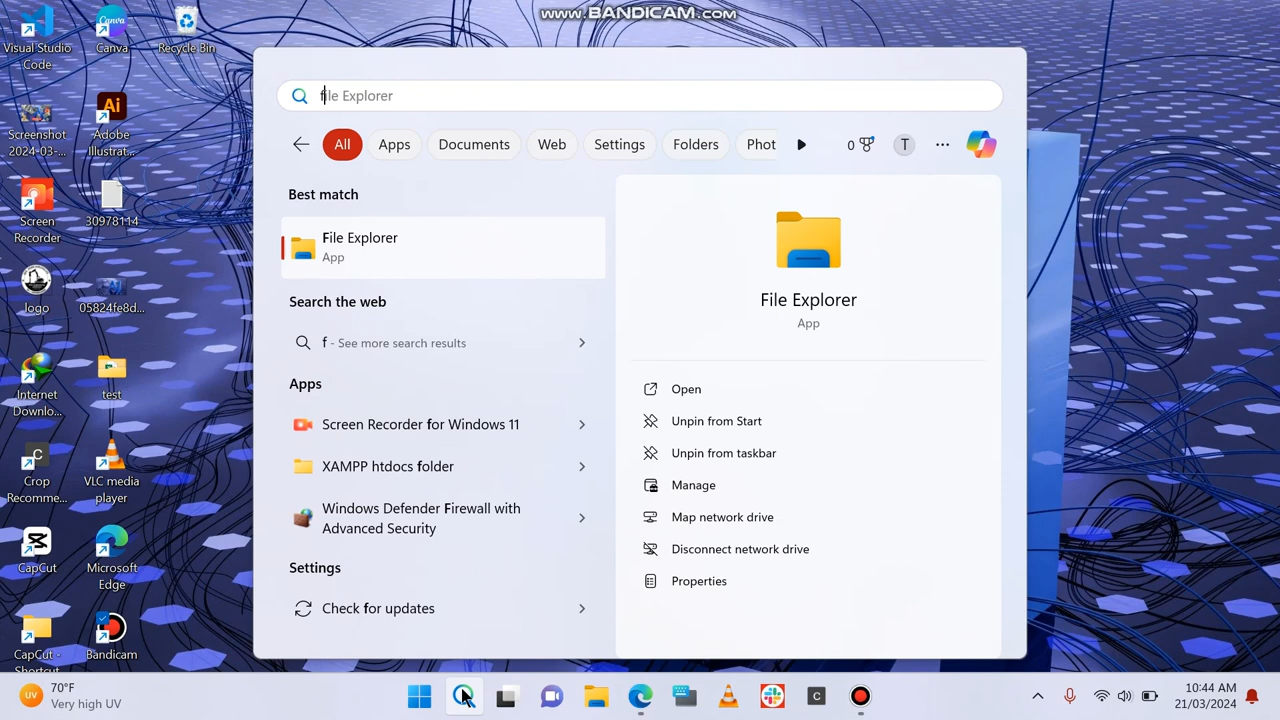 www.BANDICAM.com
Visual Studio
Code
Canva
Recycle Bin
Screenshot
2024-03-...
Adobe
Illustrat...
Screen
Recorder
30978114
logo
05824fe8d...
Internet
Downlo...
test
Crop
Recomme...
VLC media
player
CapCut
Microsoft
Edge
CapCut -
Shortcut
Bandicam
file Explorer
All
Apps
Documents
Web
Settings
Folders
Phot
0
T
Best match
File Explorer
App
Search the web
f - See more search results
Apps
Screen Recorder for Windows 11
XAMPP htdocs folder
Windows Defender Firewall with
Advanced Security
Settings
Check for updates
File Explorer
App
Open
Unpin from Start
Unpin from taskbar
Manage
Map network drive
Disconnect network drive
Properties
UV
70°F
Very high UV
C
10:44 AM
21/03/2024